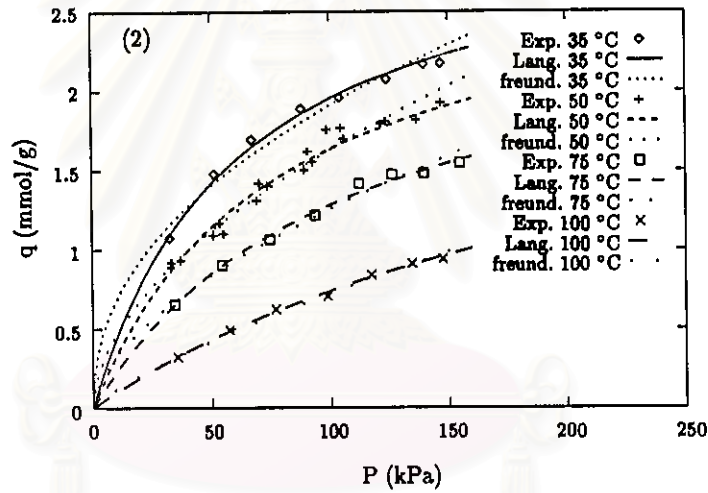 2.5
(2)
Exp. 35 °C
Lang. 35 °C
freund. 35 °C
2
Exp. 50 °C
Lang. 50 °C
freund. 50 °C
1.5
Exp. 75 °C
Lang. 75 °C
freund. 75 °C
q (mmol/g)
1
Exp. 100 °C
Lang. 100 °C
freund. 100 °C
0.5
0
0
50
100
150
200
250
P (kPa)